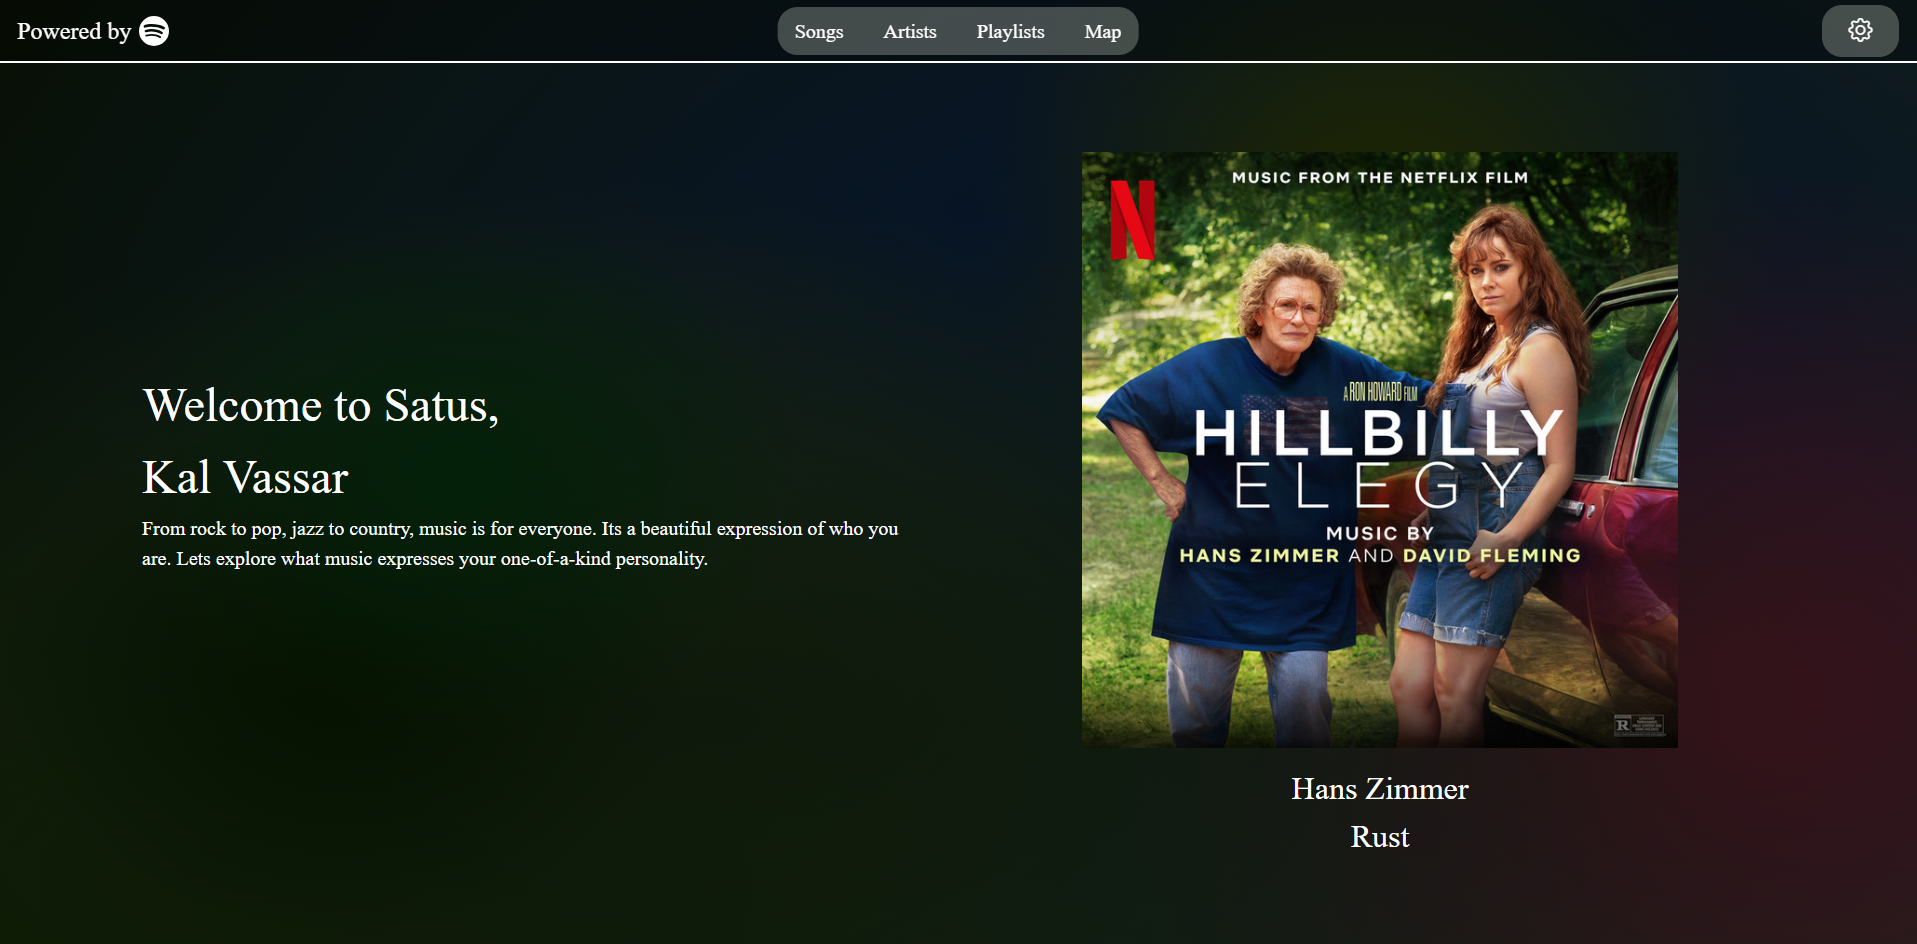 Powered by
Songs Artists Playlists Map
Welcome to Satus,
Kal Vassar
From rock to pop, jazz to country, music is for everyone. Its a beautiful expression of who you
are. Lets explore what music expresses your one-of-a-kind personality.
MUSIC FROM THE NETFLIX FILM
N
A RON HOWARD FILM
HILLBILLY
ELEGY
MUSIC BY
HANS ZIMMER AND DAVID FLEMING
R
Hans Zimmer
Rust